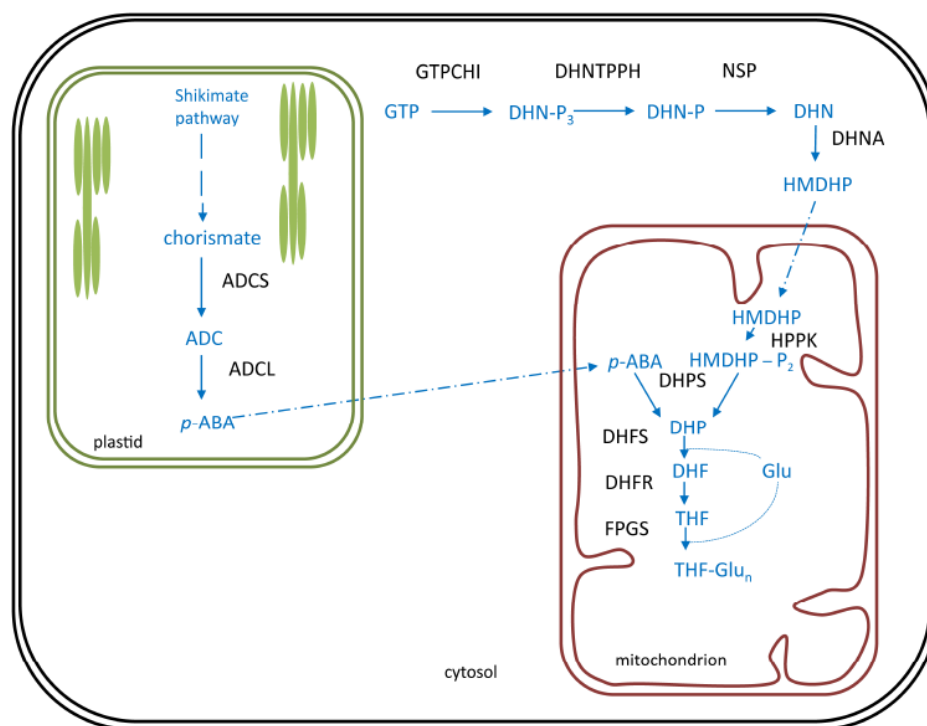 GTPCHI DHNTPPH NSP
GTP DHN-P3 DHN-P DHN
DHNA
HMDHP
Shikimate
pathway
chorismate
ADCS
ADC
ADCL
p-ABA
plastid
HMDHP
HPPK
p-ABA HMDHP – P2
DHPS
DHP
DHFS
DHF Glu
DHFR
THF
FPGS
THF-Glun
mitochondrion
cytosol